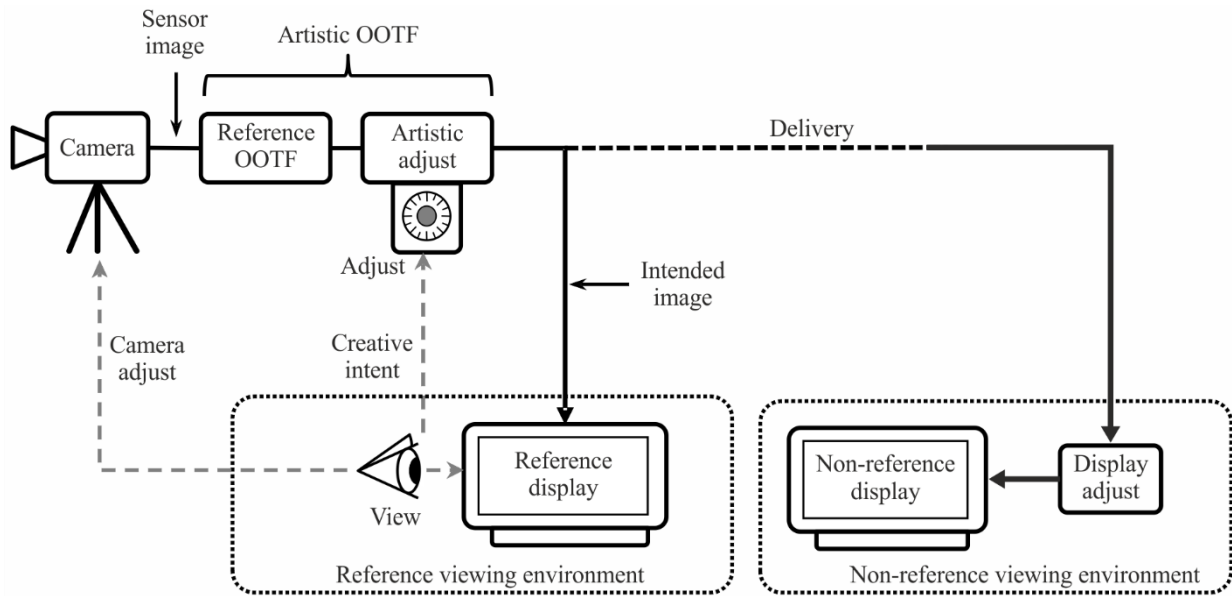 Sensor
image
Artistic OOTF
Camera
Reference
OOTF
Artistic
adjust
Delivery
Adjust
Intended
image
Camera
adjust
Creative
intent
View
Reference
display
Reference viewing environment
Non-reference
display
Display
adjust
Non-reference viewing environment